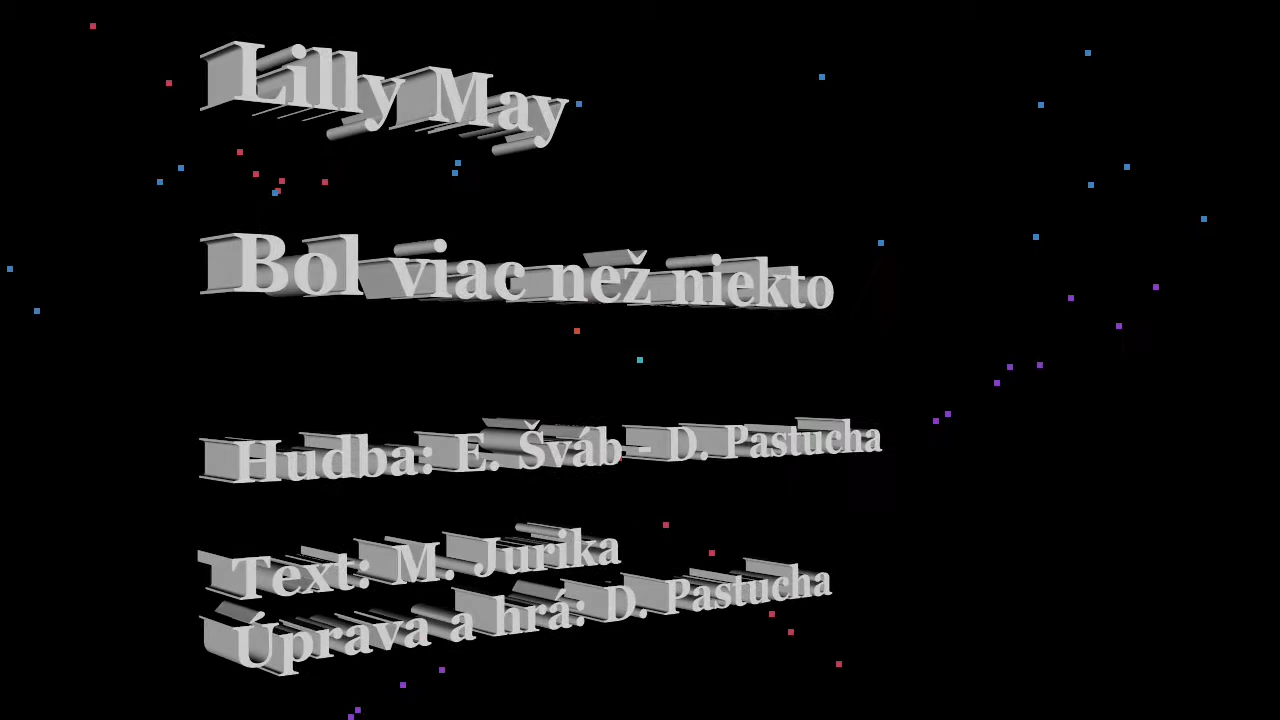 Lilly May
Bol viac než niekto
Hudba: E. Šváb - D. Pastucha
Text: M. Jurika
Úprava a hrá: D. Pastucha